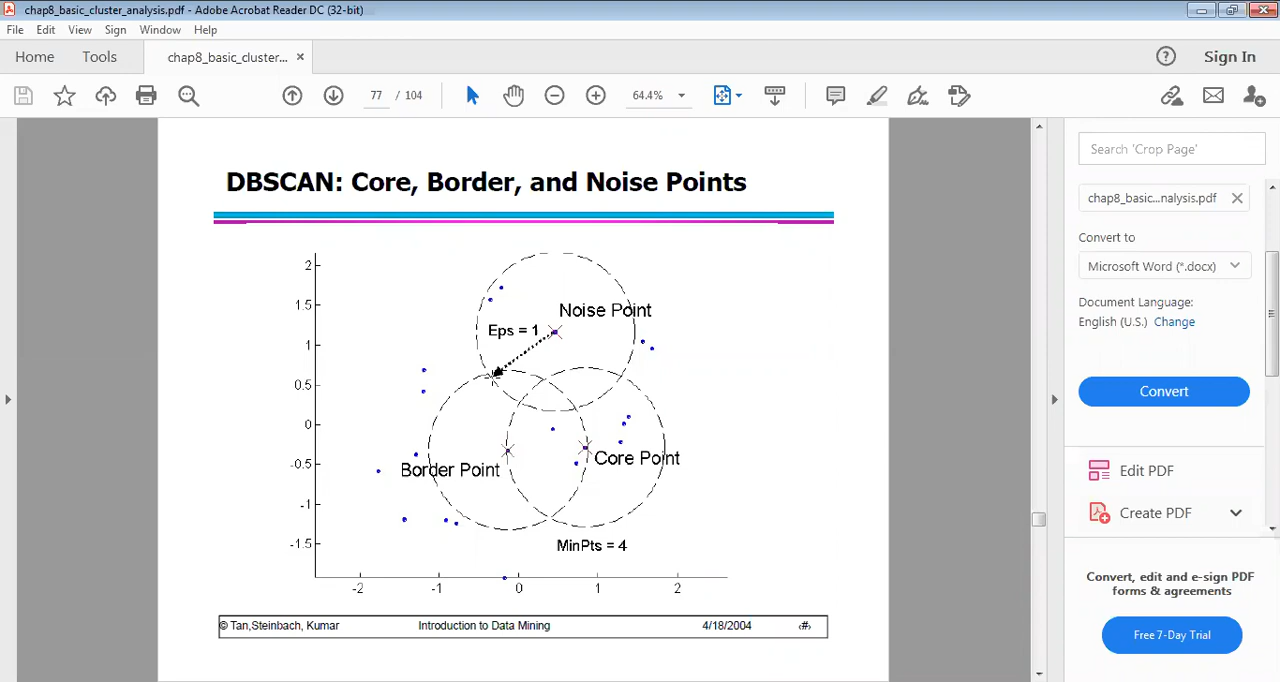 chap8_basic_cluster_analysis.pdf - Adobe Acrobat Reader DC (32-bit)
File Edit View Sign Window Help
Home Tools chap8_basic_cluster... × Sign In
77 / 104 64.4%
Search 'Crop Page'
chap8_basic...nalysis.pdf
Convert to
Microsoft Word (*.docx)
Document Language:
English (U.S.) Change
Convert
Edit PDF
Create PDF
Convert, edit and e-sign PDF
forms & agreements
Free 7-Day Trial
DBSCAN: Core, Border, and Noise Points
2
1.5
1
0.5
0
-0.5
-1
-1.5
Noise Point
Eps = 1
Border Point
Core Point
MinPts = 4
-2 -1 0 1 2
© Tan,Steinbach, Kumar Introduction to Data Mining 4/18/2004 ‹#›